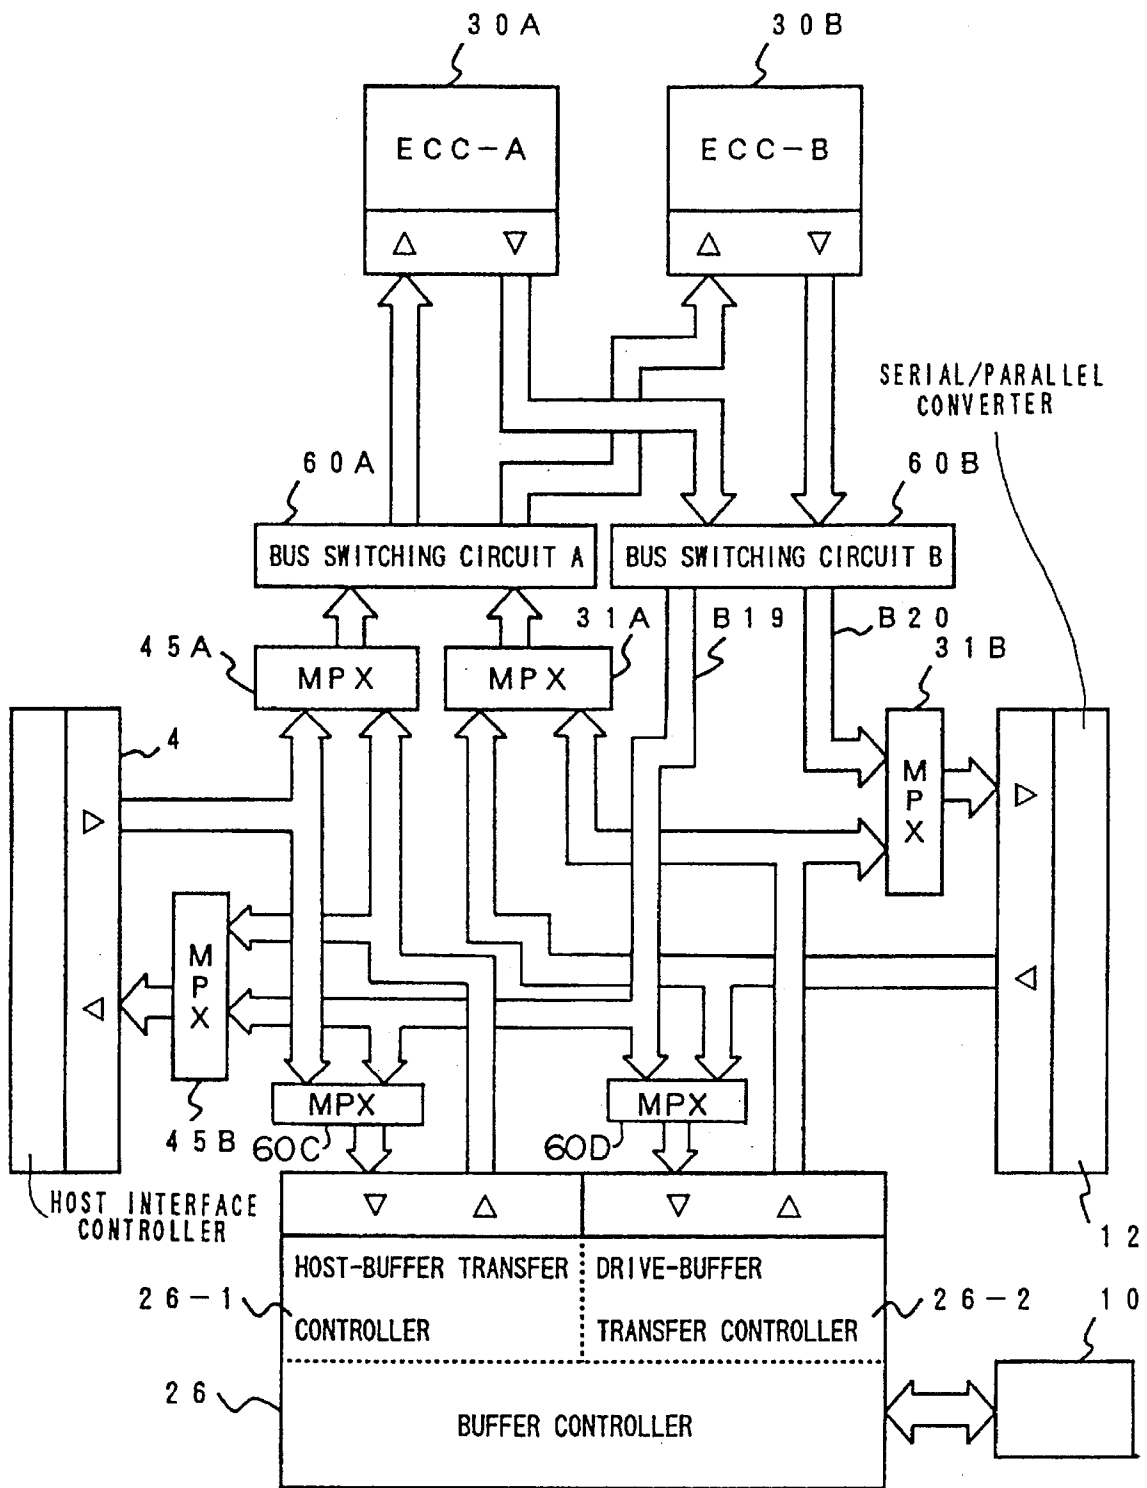 30A
30B
ECC-A
ECC-B
SERIAL/PARALLEL
CONVERTER
60A
60B
BUS SWITCHING CIRCUIT A
BUS SWITCHING CIRCUIT B
45A
31A
B19
B20
31B
MPX
MPX
4
MPX
MPX
45B
MPX
60C
MPX
60D
HOST INTERFACE
CONTROLLER
12
HOST-BUFFER TRANSFER
CONTROLLER
DRIVE-BUFFER
TRANSFER CONTROLLER
26-1
26-2
10
26
BUFFER CONTROLLER